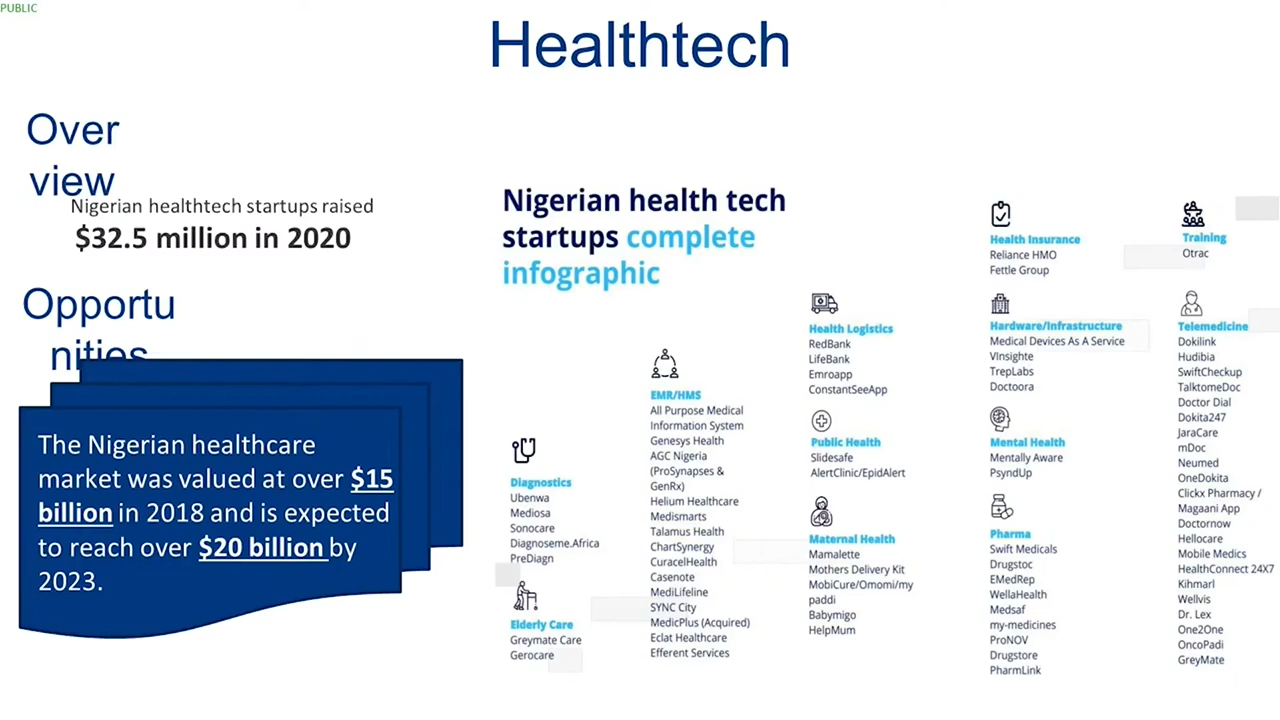 PUBLIC
Healthtech
Over
view
Nigerian healthtech startups raised
$32.5 million in 2020
Opportu
nities
The Nigerian healthcare
market was valued at over $15
billion in 2018 and is expected
to reach over $20 billion by
2023.
Nigerian health tech
startups complete
infographic
Diagnostics
Ubenwa
Mediosa
Sonocare
Diagnoseme.Africa
PreDiagn
Elderly Care
Greymate Care
Gerocare
EMR/HMS
All Purpose Medical
Information System
Genesys Health
AGC Nigeria
(ProSynapses &
GenRx)
Helium Healthcare
Medismarts
Talamus Health
ChartSynergy
CuracelHealth
Casenote
MediLifeline
SYNC City
MedicPlus (Acquired)
Eclat Healthcare
Efferent Services
Health Logistics
RedBank
LifeBank
Emroapp
ConstantSeeApp
Public Health
Slidesafe
AlertClinic/EpidAlert
Maternal Health
Mamalette
Mothers Delivery Kit
MobiCure/Omomi/my
paddi
Babymigo
HelpMum
Health Insurance
Reliance HMO
Fettle Group
Hardware/Infrastructure
Medical Devices As A Service
VInsighte
TrepLabs
Doctoora
Mental Health
Mentally Aware
PsyndUp
Pharma
Swift Medicals
Drugstoc
EMedRep
WellaHealth
Medsaf
my-medicines
ProNOV
Drugstore
PharmLink
Training
Otrac
Telemedicine
Dokilink
Hudibia
SwiftCheckup
TalktomeDoc
Doctor Dial
Dokita247
JaraCare
mDoc
Neumed
OneDokita
Clickx Pharmacy /
Magaani App
Doctornow
Hellocare
Mobile Medics
HealthConnect 24X7
Kihmarl
Wellvis
Dr. Lex
One2One
OncoPadi
GreyMate